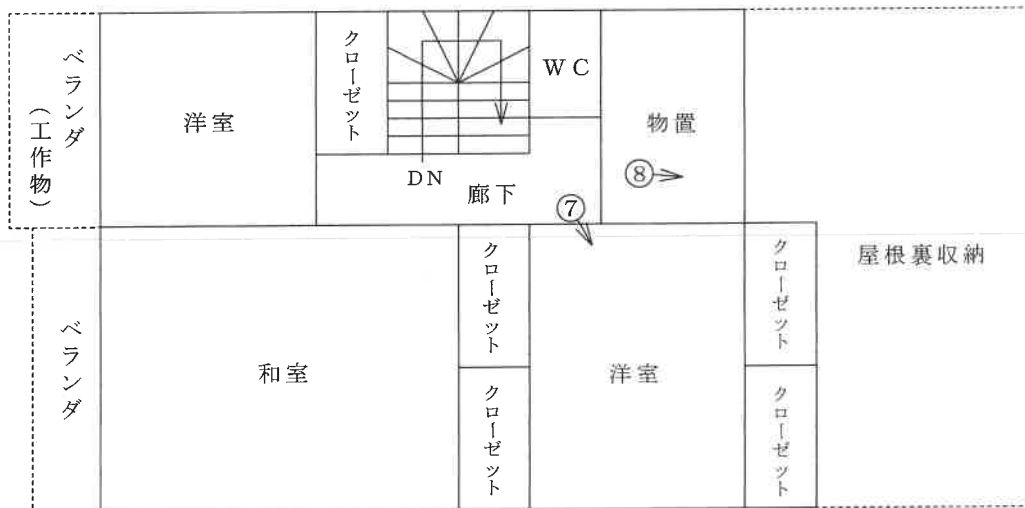 ベランダ
(工作物)
洋室
クローゼット
WC
物置
⑧
DN
廊下
⑦
ベランダ
和室
クローゼット
クローゼット
洋室
クローゼット
クローゼット
屋根裏収納